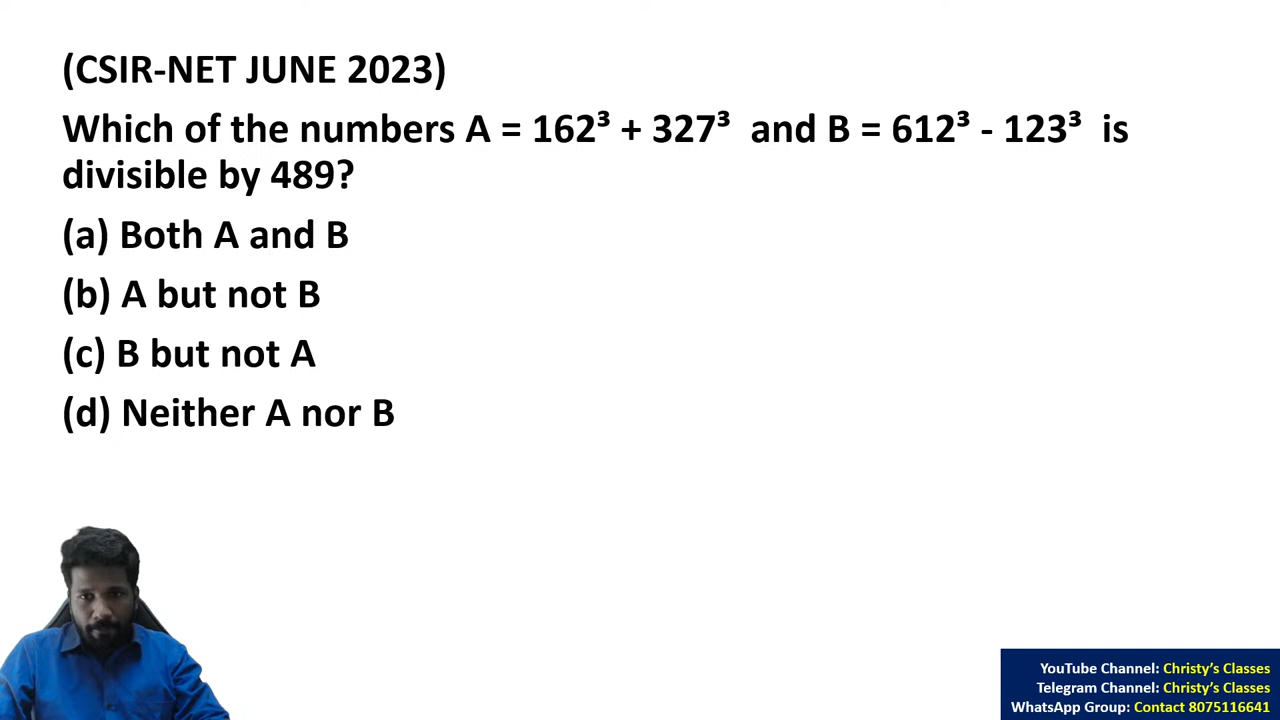 (CSIR-NET JUNE 2023)
Which of the numbers A = 162³ + 327³ and B = 612³ - 123³ is
divisible by 489?
(a) Both A and B
(b) A but not B
(c) B but not A
(d) Neither A nor B
YouTube Channel: Christy's Classes
Telegram Channel: Christy's Classes
WhatsApp Group: Contact 8075116641